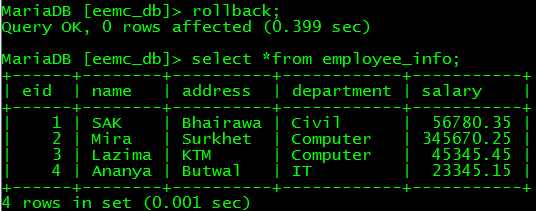 MariaDB [eemc_db]> rollback;
Query OK, 0 rows affected (0.399 sec)
MariaDB [eemc_db]> select *from employee_info;
+------+--------+-----------+------------+-----------+
| eid | name | address | department | salary |
+------+--------+-----------+------------+-----------+
| 1 | SAK | Bhairawa | Civil | 56780.35 |
| 2 | Mira | Surkhet | Computer | 345670.25 |
| 3 | Lazima | KTM | Computer | 45345.45 |
| 4 | Ananya | Butwal | IT | 23345.15 |
+------+--------+-----------+------------+-----------+
4 rows in set (0.001 sec)